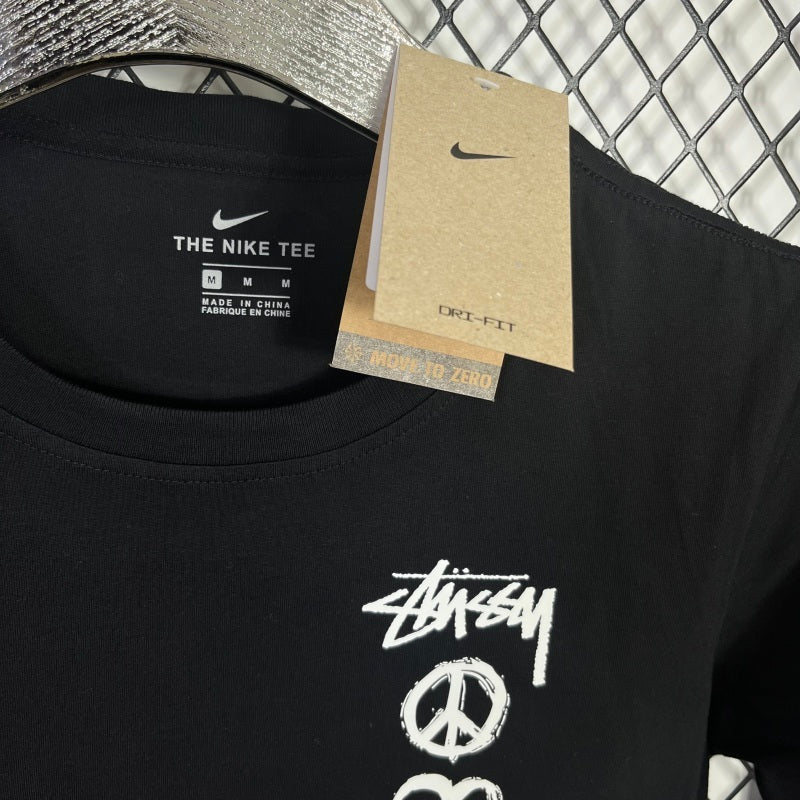 THE NIKE TEE
M M M
MADE IN CHINA
FABRIQUE EN CHINE
DRI-FIT
MOVE TO ZERO
Stüssy